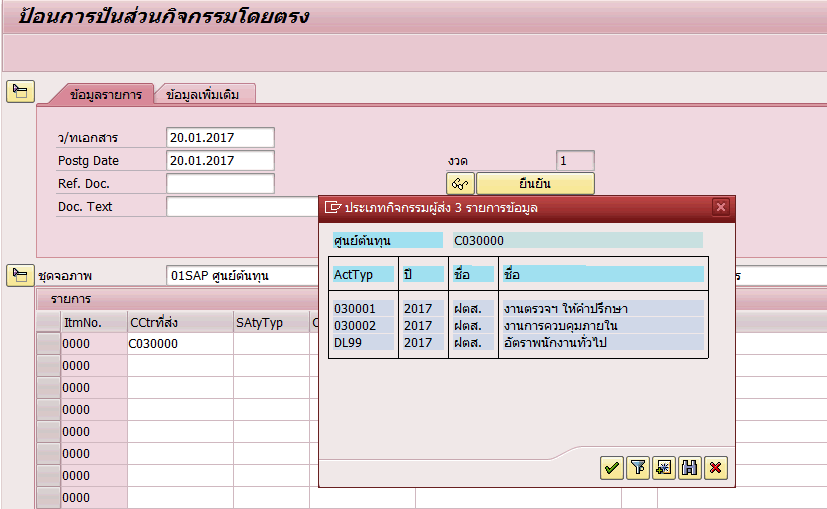 ป้อนการปันส่วนกิจกรรมโดยตรง
ข้อมูลรายการ ข้อมูลเพิ่มเติม
ว/ทเอกสาร 20.01.2017
Postg Date 20.01.2017 งวด 1
Ref. Doc. ยืนยัน
Doc. Text
ประเภทกิจกรรมผู้ส่ง 3 รายการข้อมูล
ศูนย์ต้นทุน C030000
ActTyp ปี ชื่อ ชื่อ
030001 2017 ฝตส. งานตรวจฯ ให้คำปรึกษา
030002 2017 ฝตส. งานการควบคุมภายใน
DL99 2017 ฝตส. อัตราพนักงานทั่วไป
ชุดจอภาพ 01SAP ศูนย์ต้นทุน
รายการ
ItmNo. CCtrที่ส่ง SAtyTyp
0000 C030000
0000
0000
0000
0000
0000
0000
0000